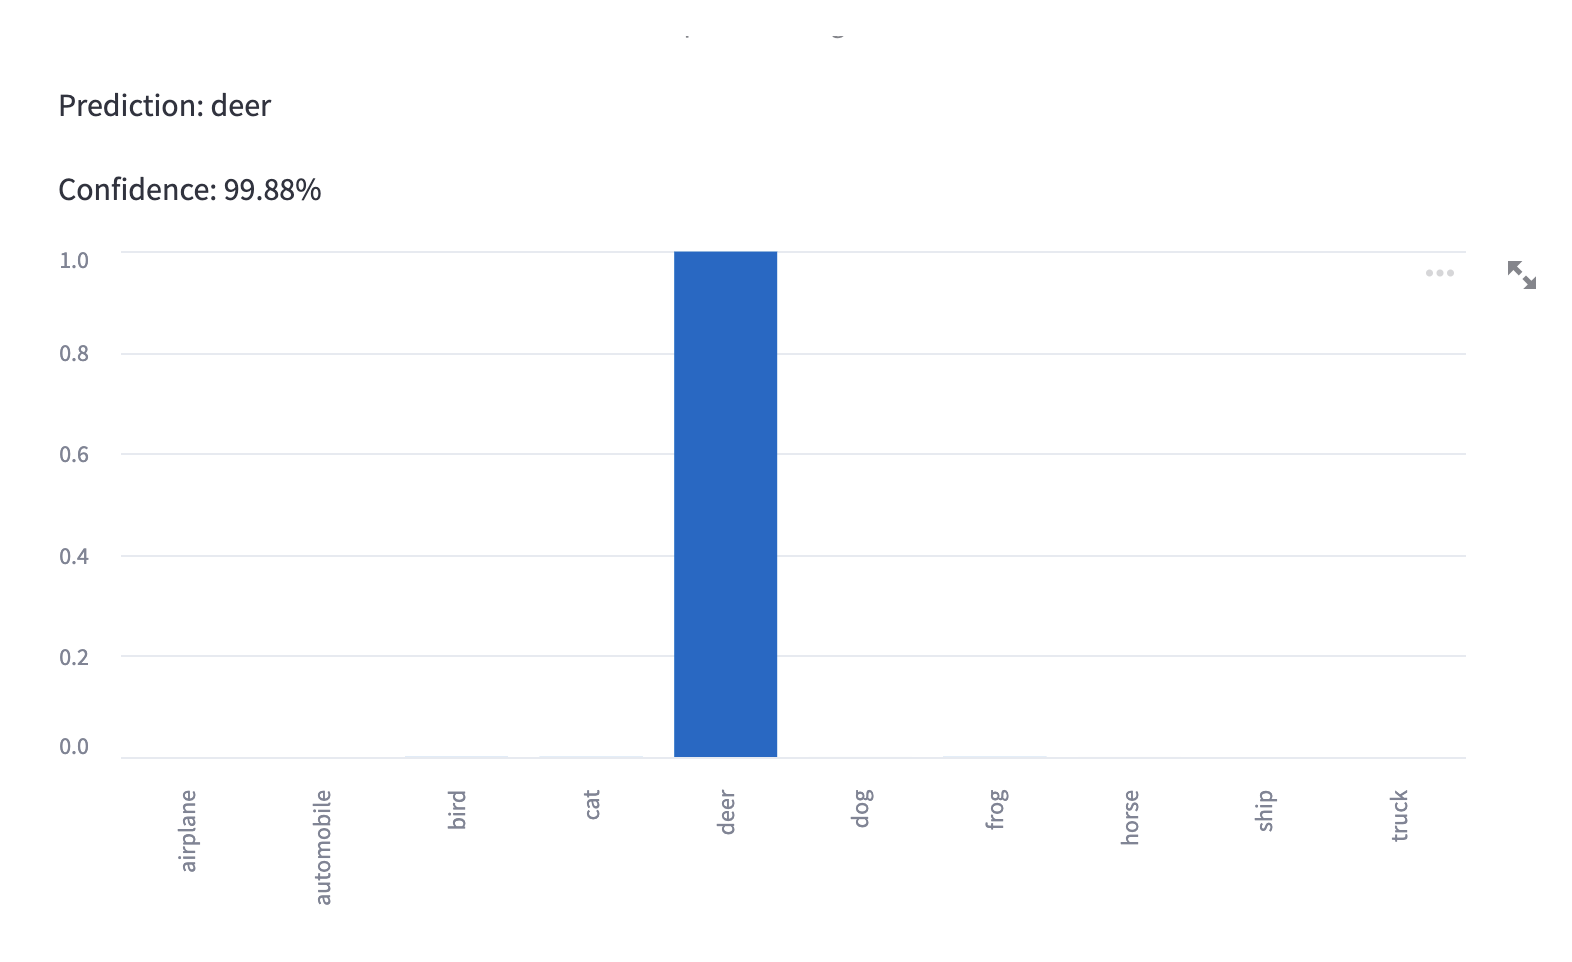 Prediction: deer
Confidence: 99.88%
1.0
0.8
0.6
0.4
0.2
0.0
airplane
automobile
bird
cat
deer
dog
frog
horse
ship
truck